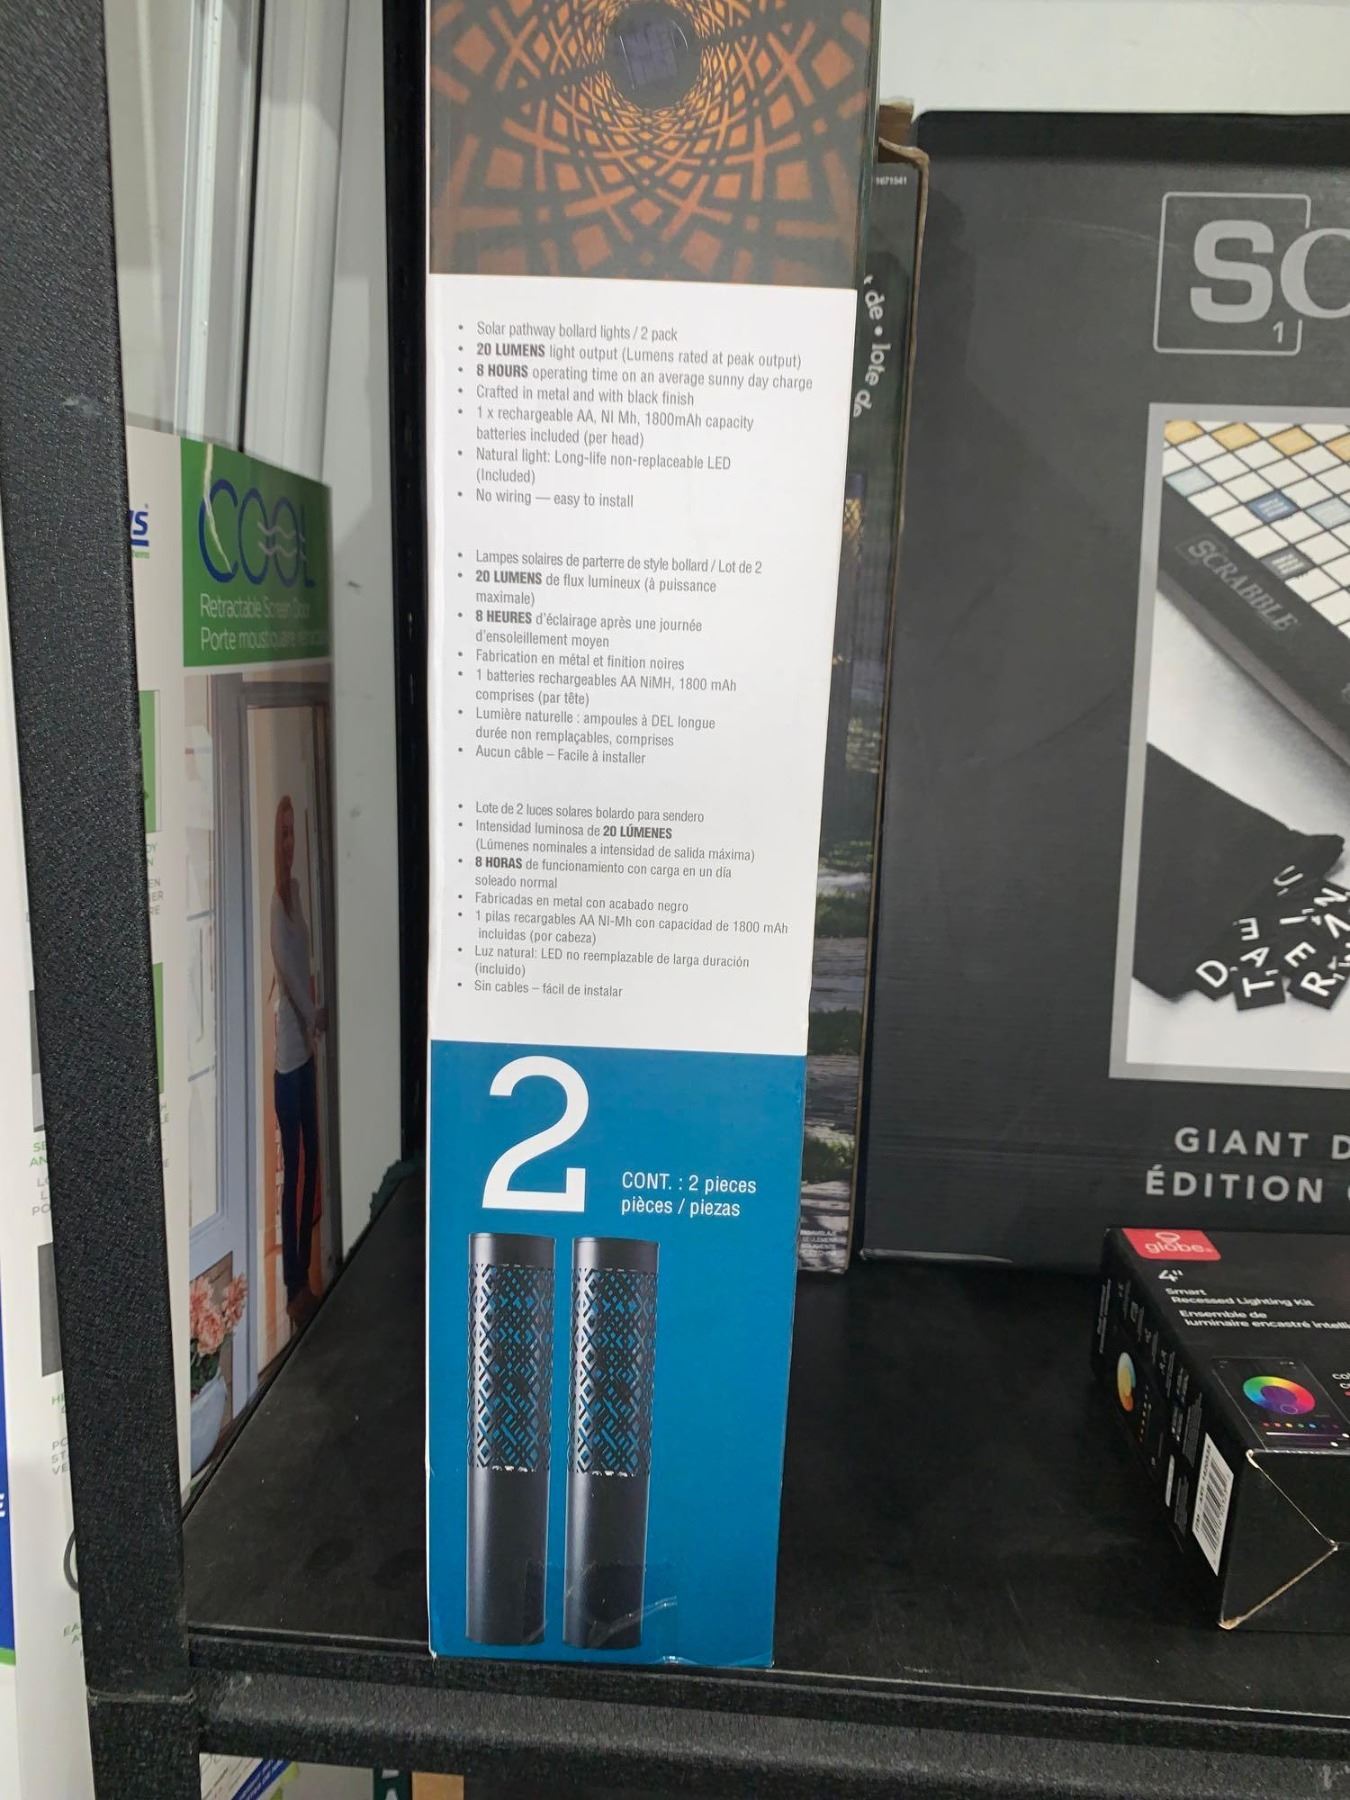 • Solar pathway bollard lights / 2 pack
• 20 LUMENS light output (Lumens rated at peak output)
• 8 HOURS operating time on an average sunny day charge
• Crafted in metal and with black finish
• 1 x rechargeable AA, NI Mh, 1800mAh capacity
batteries included (per head)
• Natural light: Long-life non-replaceable LED
(Included)
• No wiring — easy to install
• Lampes solaires de parterre de style bollard / Lot de 2
• 20 LUMENS de flux lumineux (à puissance
maximale)
• 8 HEURES d'éclairage après une journée
d'ensoleillement moyen
• Fabrication en métal et finition noires
• 1 batteries rechargeables AA NiMH, 1800 mAh
comprises (par tête)
• Lumière naturelle : ampoules à DEL longue
durée non remplaçables, comprises
• Aucun câble – Facile à installer
• Lote de 2 luces solares bolardo para sendero
• Intensidad luminosa de 20 LÚMENES
(Lúmenes nominales a intensidad de salida máxima)
• 8 HORAS de funcionamiento con carga en un día
soleado normal
• Fabricadas en metal con acabado negro
• 1 pilas recargables AA NI-Mh con capacidad de 1800 mAh
incluidas (por cabeza)
• Luz natural: LED no reemplazable de larga duración
(incluido)
• Sin cables – fácil de instalar
2
CONT. : 2 pieces
pièces / piezas
COOL
Retractable Screen Door
Porte moustiquaire
1671541
de • lote de
SC
1
SCRABBLE
GIANT D
ÉDITION
globe
4"
Smart
Recessed Lighting Kit
Ensemble de
luminaire encastré intelli